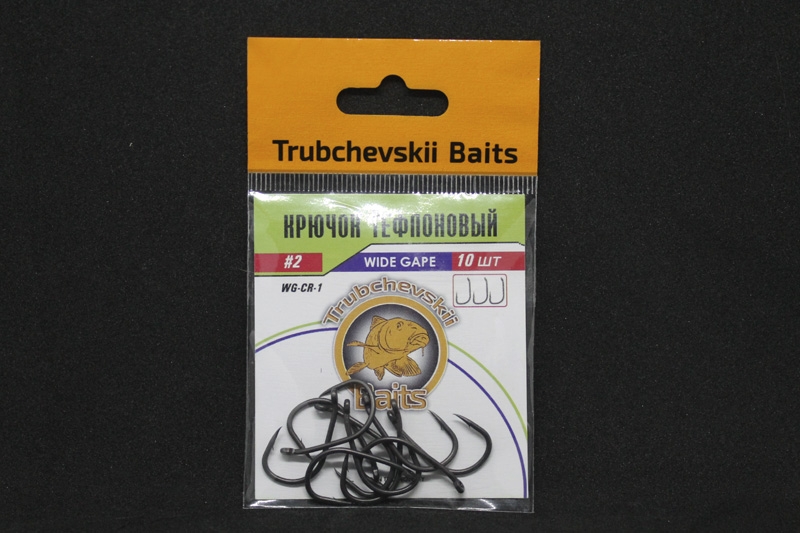 Trubchevskii Baits
КРЮЧОК ТЕФЛОНОВЫЙ
#2 WIDE GAPE 10 ШТ
WG-CR-1
Trubchevskii
Baits